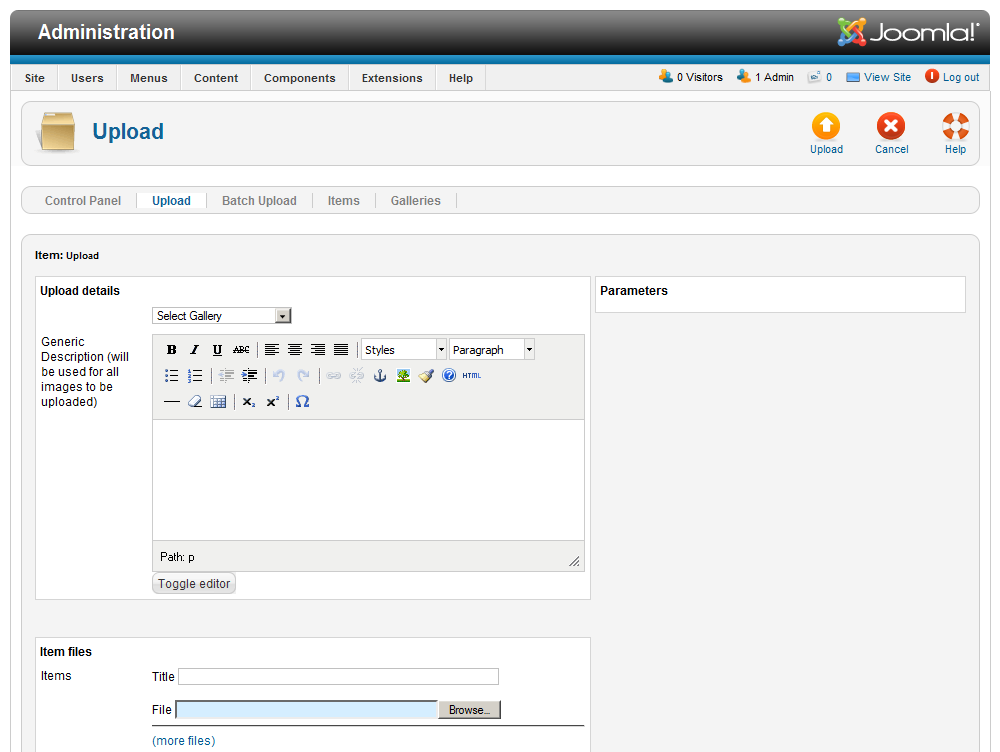 Administration
Joomla!
Site Users Menus Content Components Extensions Help 0 Visitors 1 Admin 0 View Site Log out
Upload
Upload Cancel Help
Control Panel Upload Batch Upload Items Galleries
Item: Upload
Upload details
Parameters
Select Gallery
Generic
Description (will
be used for all
images to be
uploaded)
B I U ABC Styles Paragraph
HTML
x₂ x² Ω
Path: p
Toggle editor
Item files
Items
Title
File Browse...
(more files)